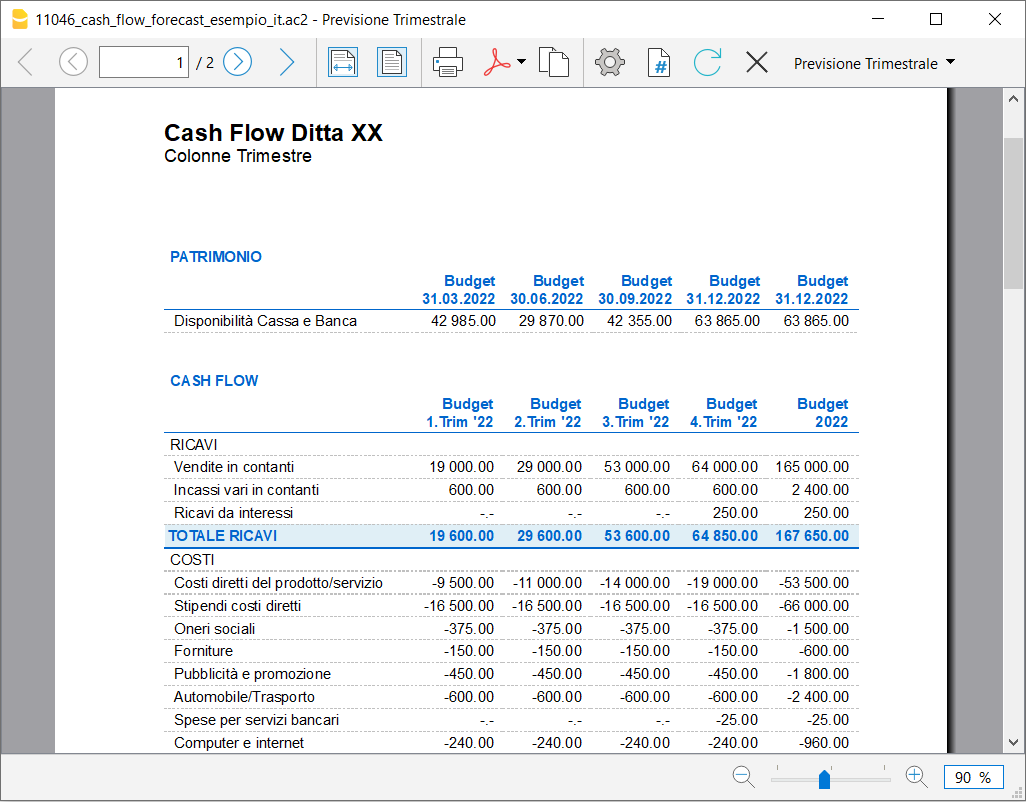 11046_cash_flow_forecast_esempio_it.ac2 - Previsione Trimestrale
1 / 2 # Previsione Trimestrale
Cash Flow Ditta XX
Colonne Trimestre
PATRIMONIO
Budget Budget Budget Budget Budget
31.03.2022 30.06.2022 30.09.2022 31.12.2022 31.12.2022
Disponibilità Cassa e Banca 42 985.00 29 870.00 42 355.00 63 865.00 63 865.00
CASH FLOW
Budget Budget Budget Budget Budget
1.Trim '22 2.Trim '22 3.Trim '22 4.Trim '22 2022
RICAVI
Vendite in contanti 19 000.00 29 000.00 53 000.00 64 000.00 165 000.00
Incassi vari in contanti 600.00 600.00 600.00 600.00 2 400.00
Ricavi da interessi -.- -.- -.- 250.00 250.00
TOTALE RICAVI 19 600.00 29 600.00 53 600.00 64 850.00 167 650.00
COSTI
Costi diretti del prodotto/servizio -9 500.00 -11 000.00 -14 000.00 -19 000.00 -53 500.00
Stipendi costi diretti -16 500.00 -16 500.00 -16 500.00 -16 500.00 -66 000.00
Oneri sociali -375.00 -375.00 -375.00 -375.00 -1 500.00
Forniture -150.00 -150.00 -150.00 -150.00 -600.00
Pubblicità e promozione -450.00 -450.00 -450.00 -450.00 -1 800.00
Automobile/Trasporto -600.00 -600.00 -600.00 -600.00 -2 400.00
Spese per servizi bancari -.- -.- -.- -25.00 -25.00
Computer e internet -240.00 -240.00 -240.00 -240.00 -960.00
90 %